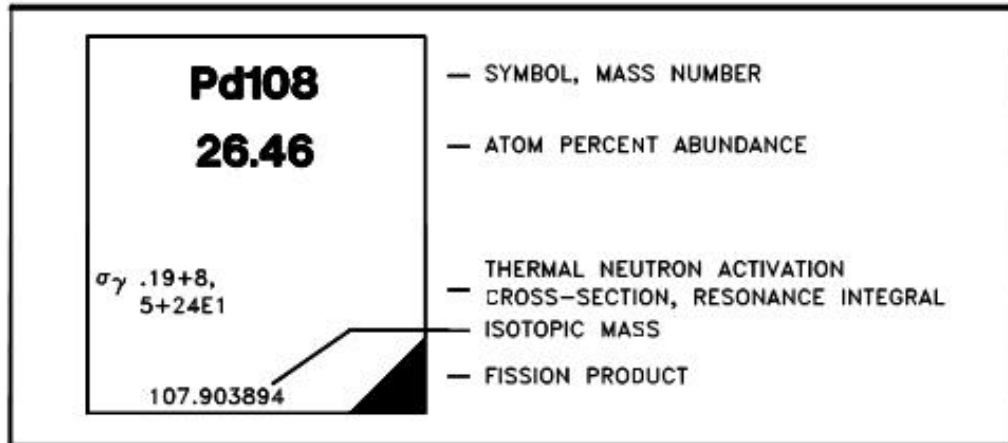 Pd108
— SYMBOL, MASS NUMBER
26.46
— ATOM PERCENT ABUNDANCE
σγ .19+8,
5+24E1
— THERMAL NEUTRON ACTIVATION
CROSS-SECTION, RESONANCE INTEGRAL
— ISOTOPIC MASS
107.903894
— FISSION PRODUCT